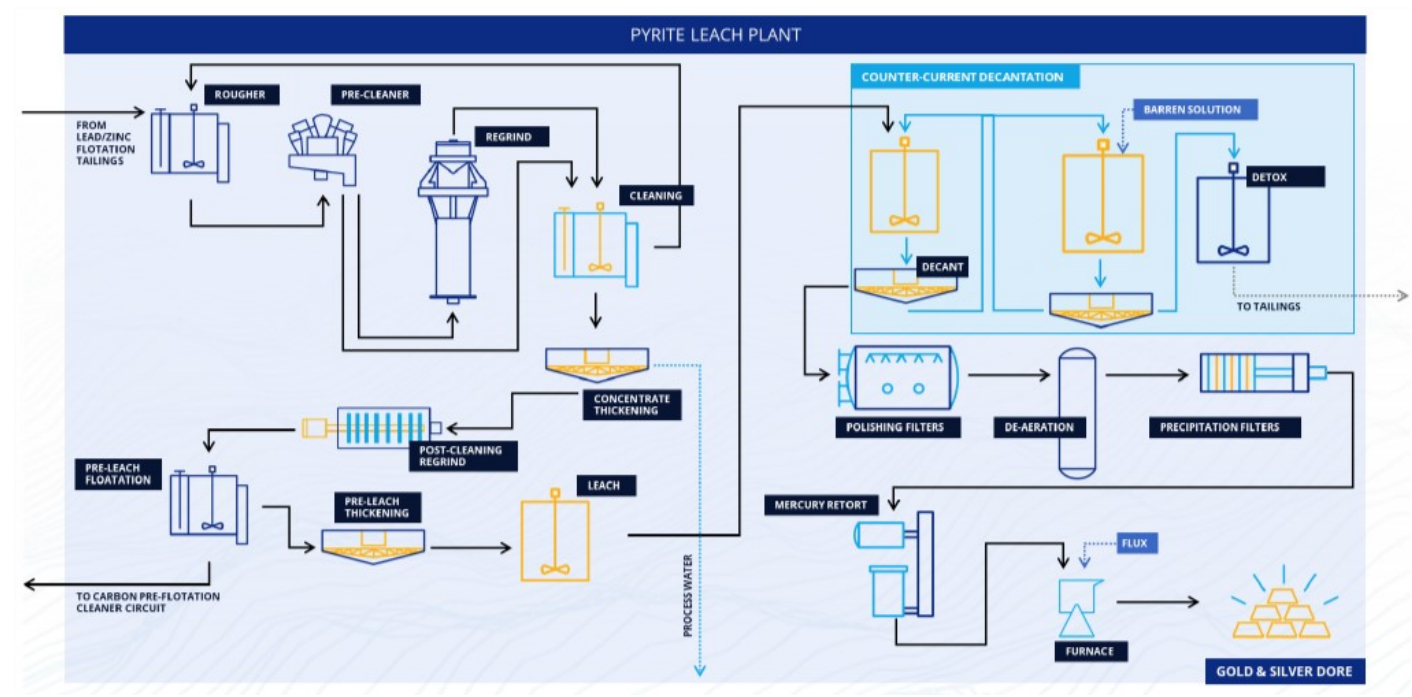 PYRITE LEACH PLANT
FROM
LEAD/ZINC
FLOTATION
TAILINGS
ROUGHER
PRE-CLEANER
REGRIND
CLEANING
CONCENTRATE
THICKENING
POST-CLEANING
REGRIND
PRE-LEACH
FLOATATION
PRE-LEACH
THICKENING
LEACH
TO CARBON PRE-FLOTATION
CLEANER CIRCUIT
PROCESS WATER
COUNTER-CURRENT DECANTATION
BARREN SOLUTION
DETOX
DECANT
TO TAILINGS
POLISHING FILTERS
DE-AERATION
PRECIPITATION FILTERS
MERCURY RETORT
FLUX
FURNACE
GOLD & SILVER DORE